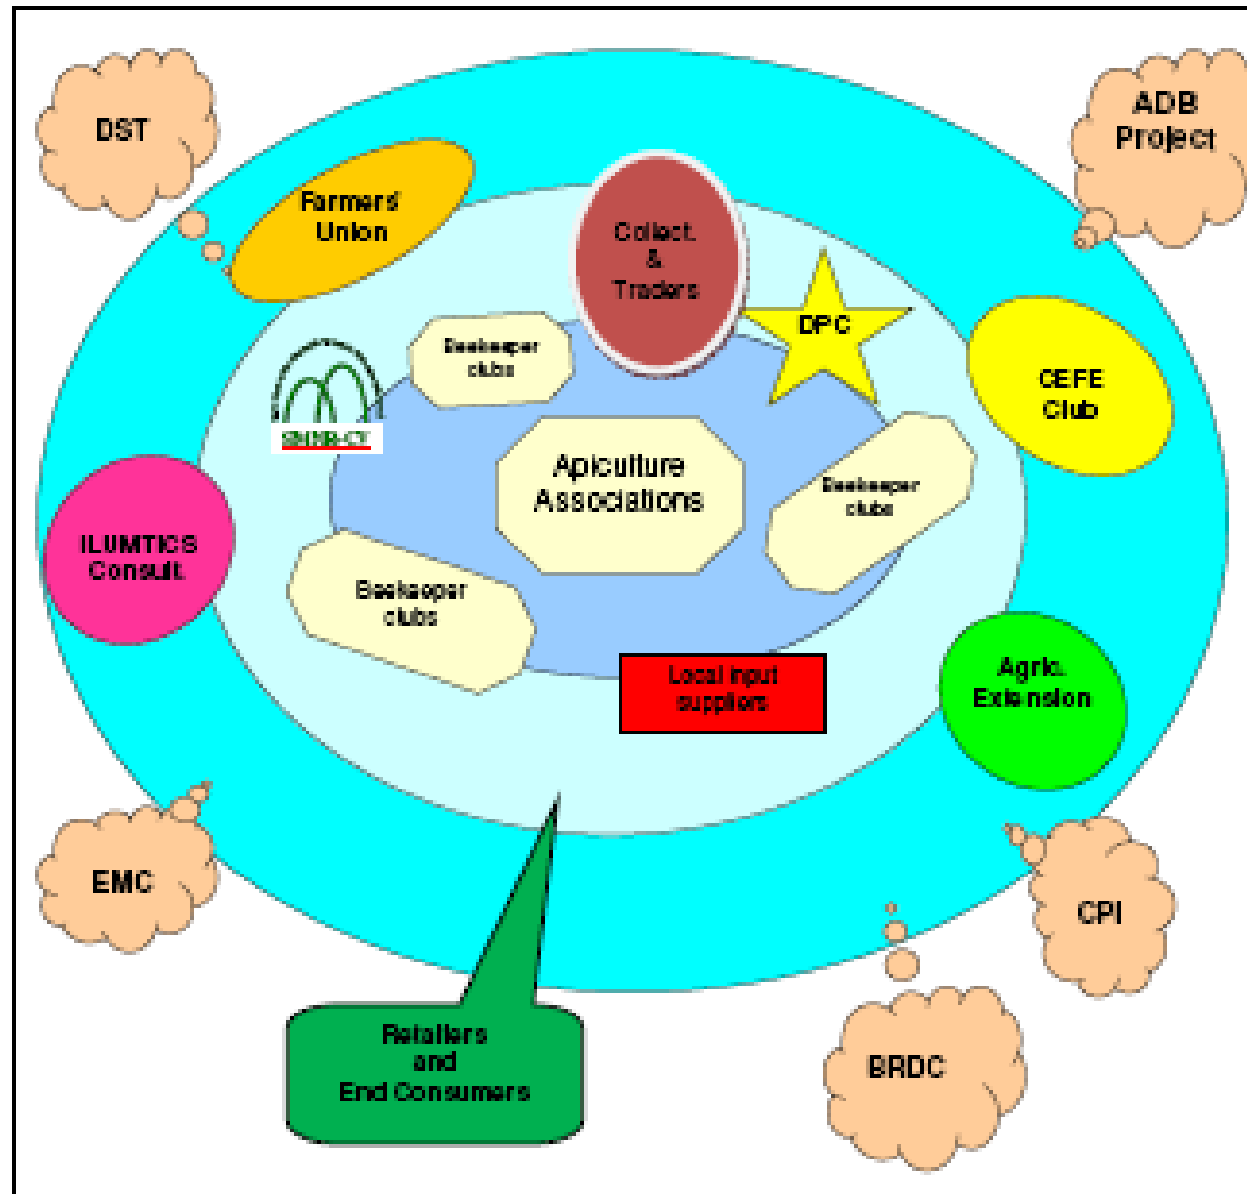 DST
ADB
Project
Farmers'
Union
Collect.
&
Traders
DPC
Beekeeper
clubs
CEFE
Club
Apiculture
Associations
Beekeeper
clubs
ILUMTICS
Consult.
Beekeeper
clubs
Local input
suppliers
Agric.
Extension
EMC
CPI
Retailers
and
End Consumers
BRDC